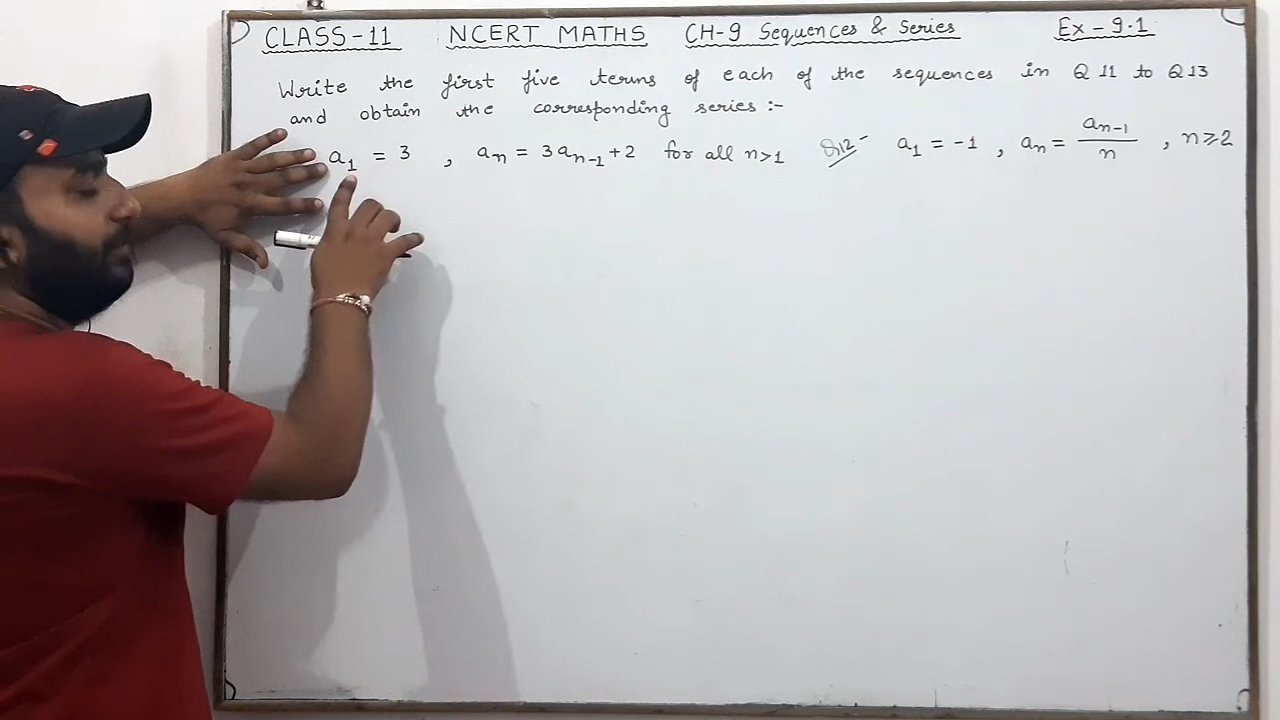 CLASS-11 NCERT MATHS CH-9 Sequences & Series Ex-9.1
Write the first five terms of each of the sequences in Q 11 to Q 13
and obtain the corresponding series :-
a₁ = 3 , aₙ = 3aₙ₋₁+2 for all n>1 Q12- a₁ = -1 , aₙ = aₙ₋₁/n , n≥2